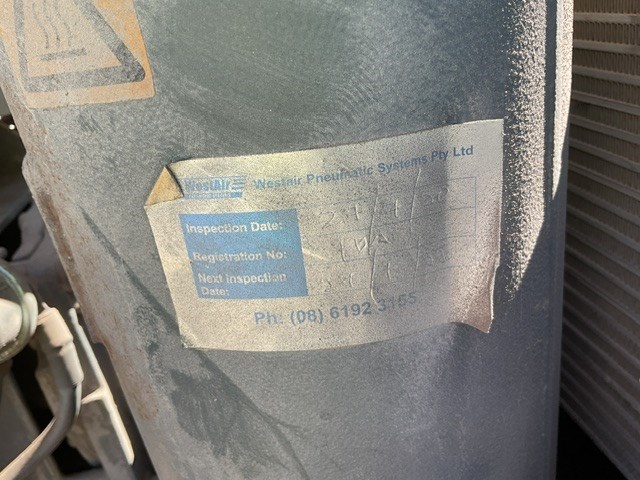 WestAir
Westair Pneumatic Systems Pty Ltd
Inspection Date:
Registration No:
Next Inspection
Date:
Ph: (08) 6192 3155